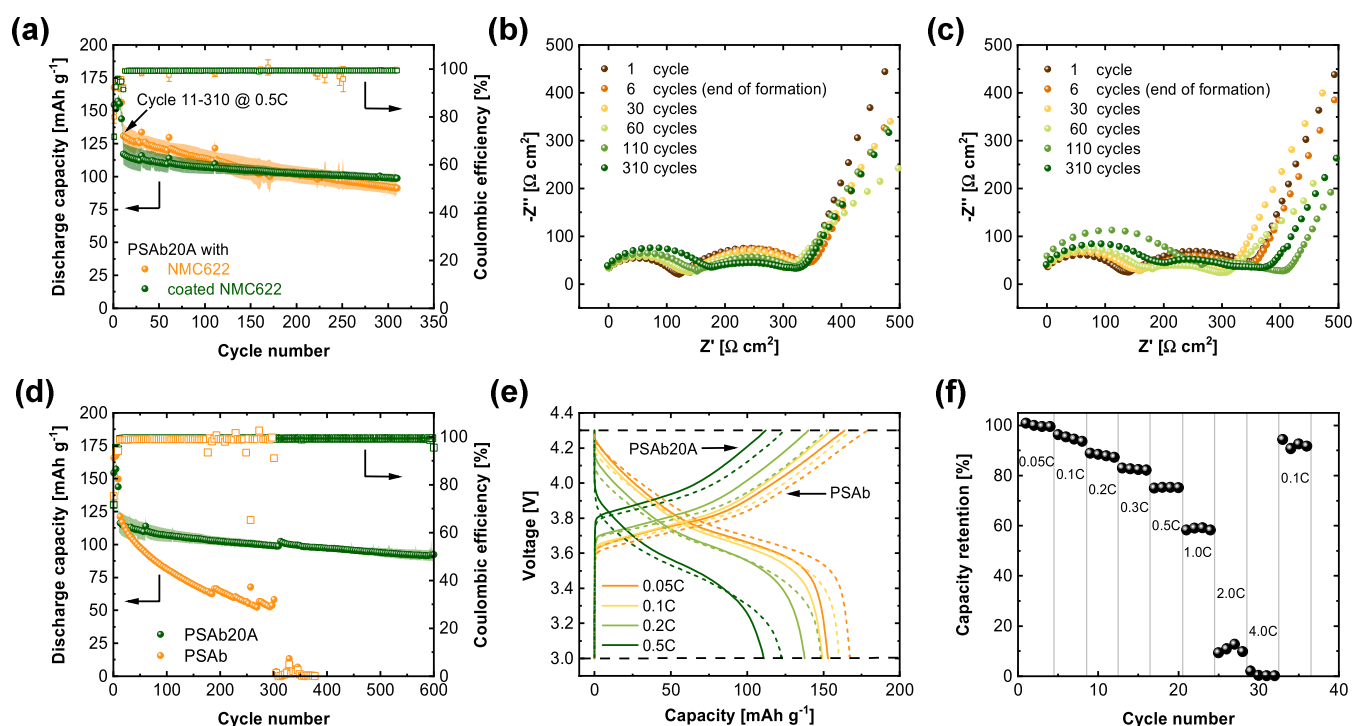 (a)
200
175
150
125
100
75
50
25
0
Discharge capacity [mAh g⁻¹]
Cycle 11-310 @ 0.5C
PSAb20A with
NMC622
coated NMC622
0 50 100 150 200 250 300 350
Cycle number
100
80
60
40
20
0
Coulombic efficiency [%]
(b)
500
400
300
200
100
0
-Z'' [Ω cm²]
1 cycle
6 cycles (end of formation)
30 cycles
60 cycles
110 cycles
310 cycles
0 100 200 300 400 500
Z' [Ω cm²]
(c)
500
400
300
200
100
0
-Z'' [Ω cm²]
1 cycle
6 cycles (end of formation)
30 cycles
60 cycles
110 cycles
310 cycles
0 100 200 300 400 500
Z' [Ω cm²]
(d)
200
175
150
125
100
75
50
25
0
Discharge capacity [mAh g⁻¹]
PSAb20A
PSAb
0 100 200 300 400 500 600
Cycle number
100
80
60
40
20
0
Coulombic efficiency [%]
(e)
4.4
4.2
4.0
3.8
3.6
3.4
3.2
3.0
Voltage [V]
PSAb20A
PSAb
0.05C
0.1C
0.2C
0.5C
0 50 100 150 200
Capacity [mAh g⁻¹]
(f)
100
80
60
40
20
0
Capacity retention [%]
0.05C
0.1C
0.2C
0.3C
0.5C
1.0C
2.0C
4.0C
0.1C
0 10 20 30 40
Cycle number